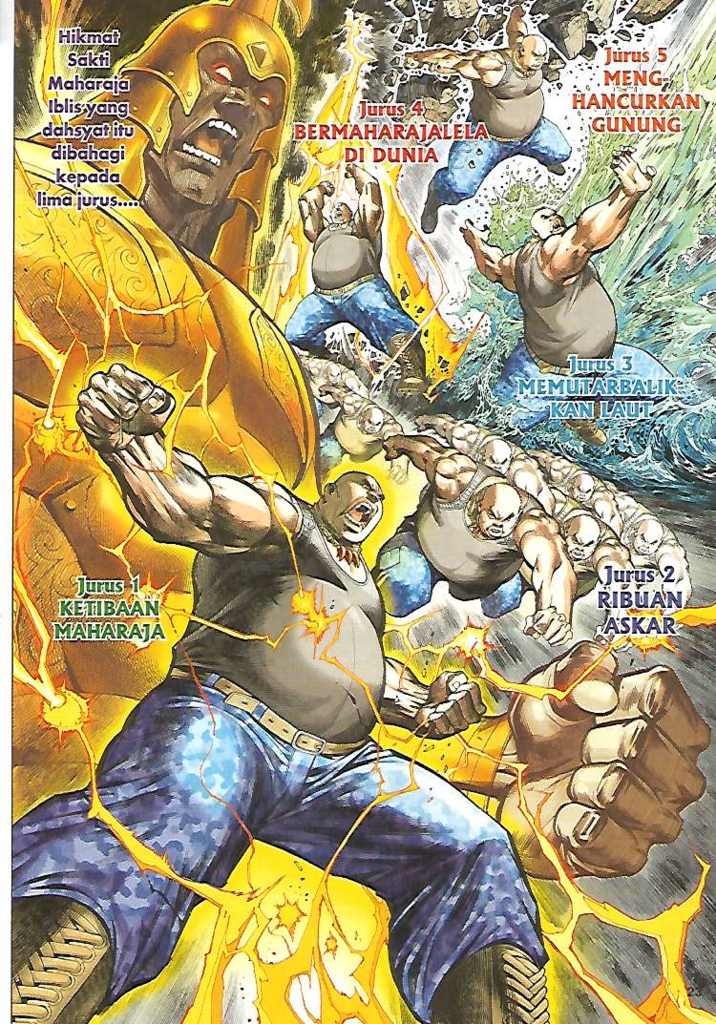 Hikmat
Sakti
Maharaja
Iblis yang
dahsyat itu
dibahagi
kepada
lima jurus....
Jurus 5
MENG-
HANCURKAN
GUNUNG
Jurus 4
BERMAHARAJALELA
DI DUNIA
Jurus 3
MEMUTARBALIK
KAN LAUT
Jurus 1
KETIBAAN
MAHARAJA
Jurus 2
RIBUAN
ASKAR